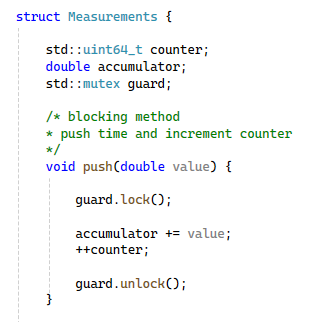 struct Measurements {
std::uint64_t counter;
double accumulator;
std::mutex guard;
/* blocking method
* push time and increment counter
*/
void push(double value) {
guard.lock();
accumulator += value;
++counter;
guard.unlock();
}